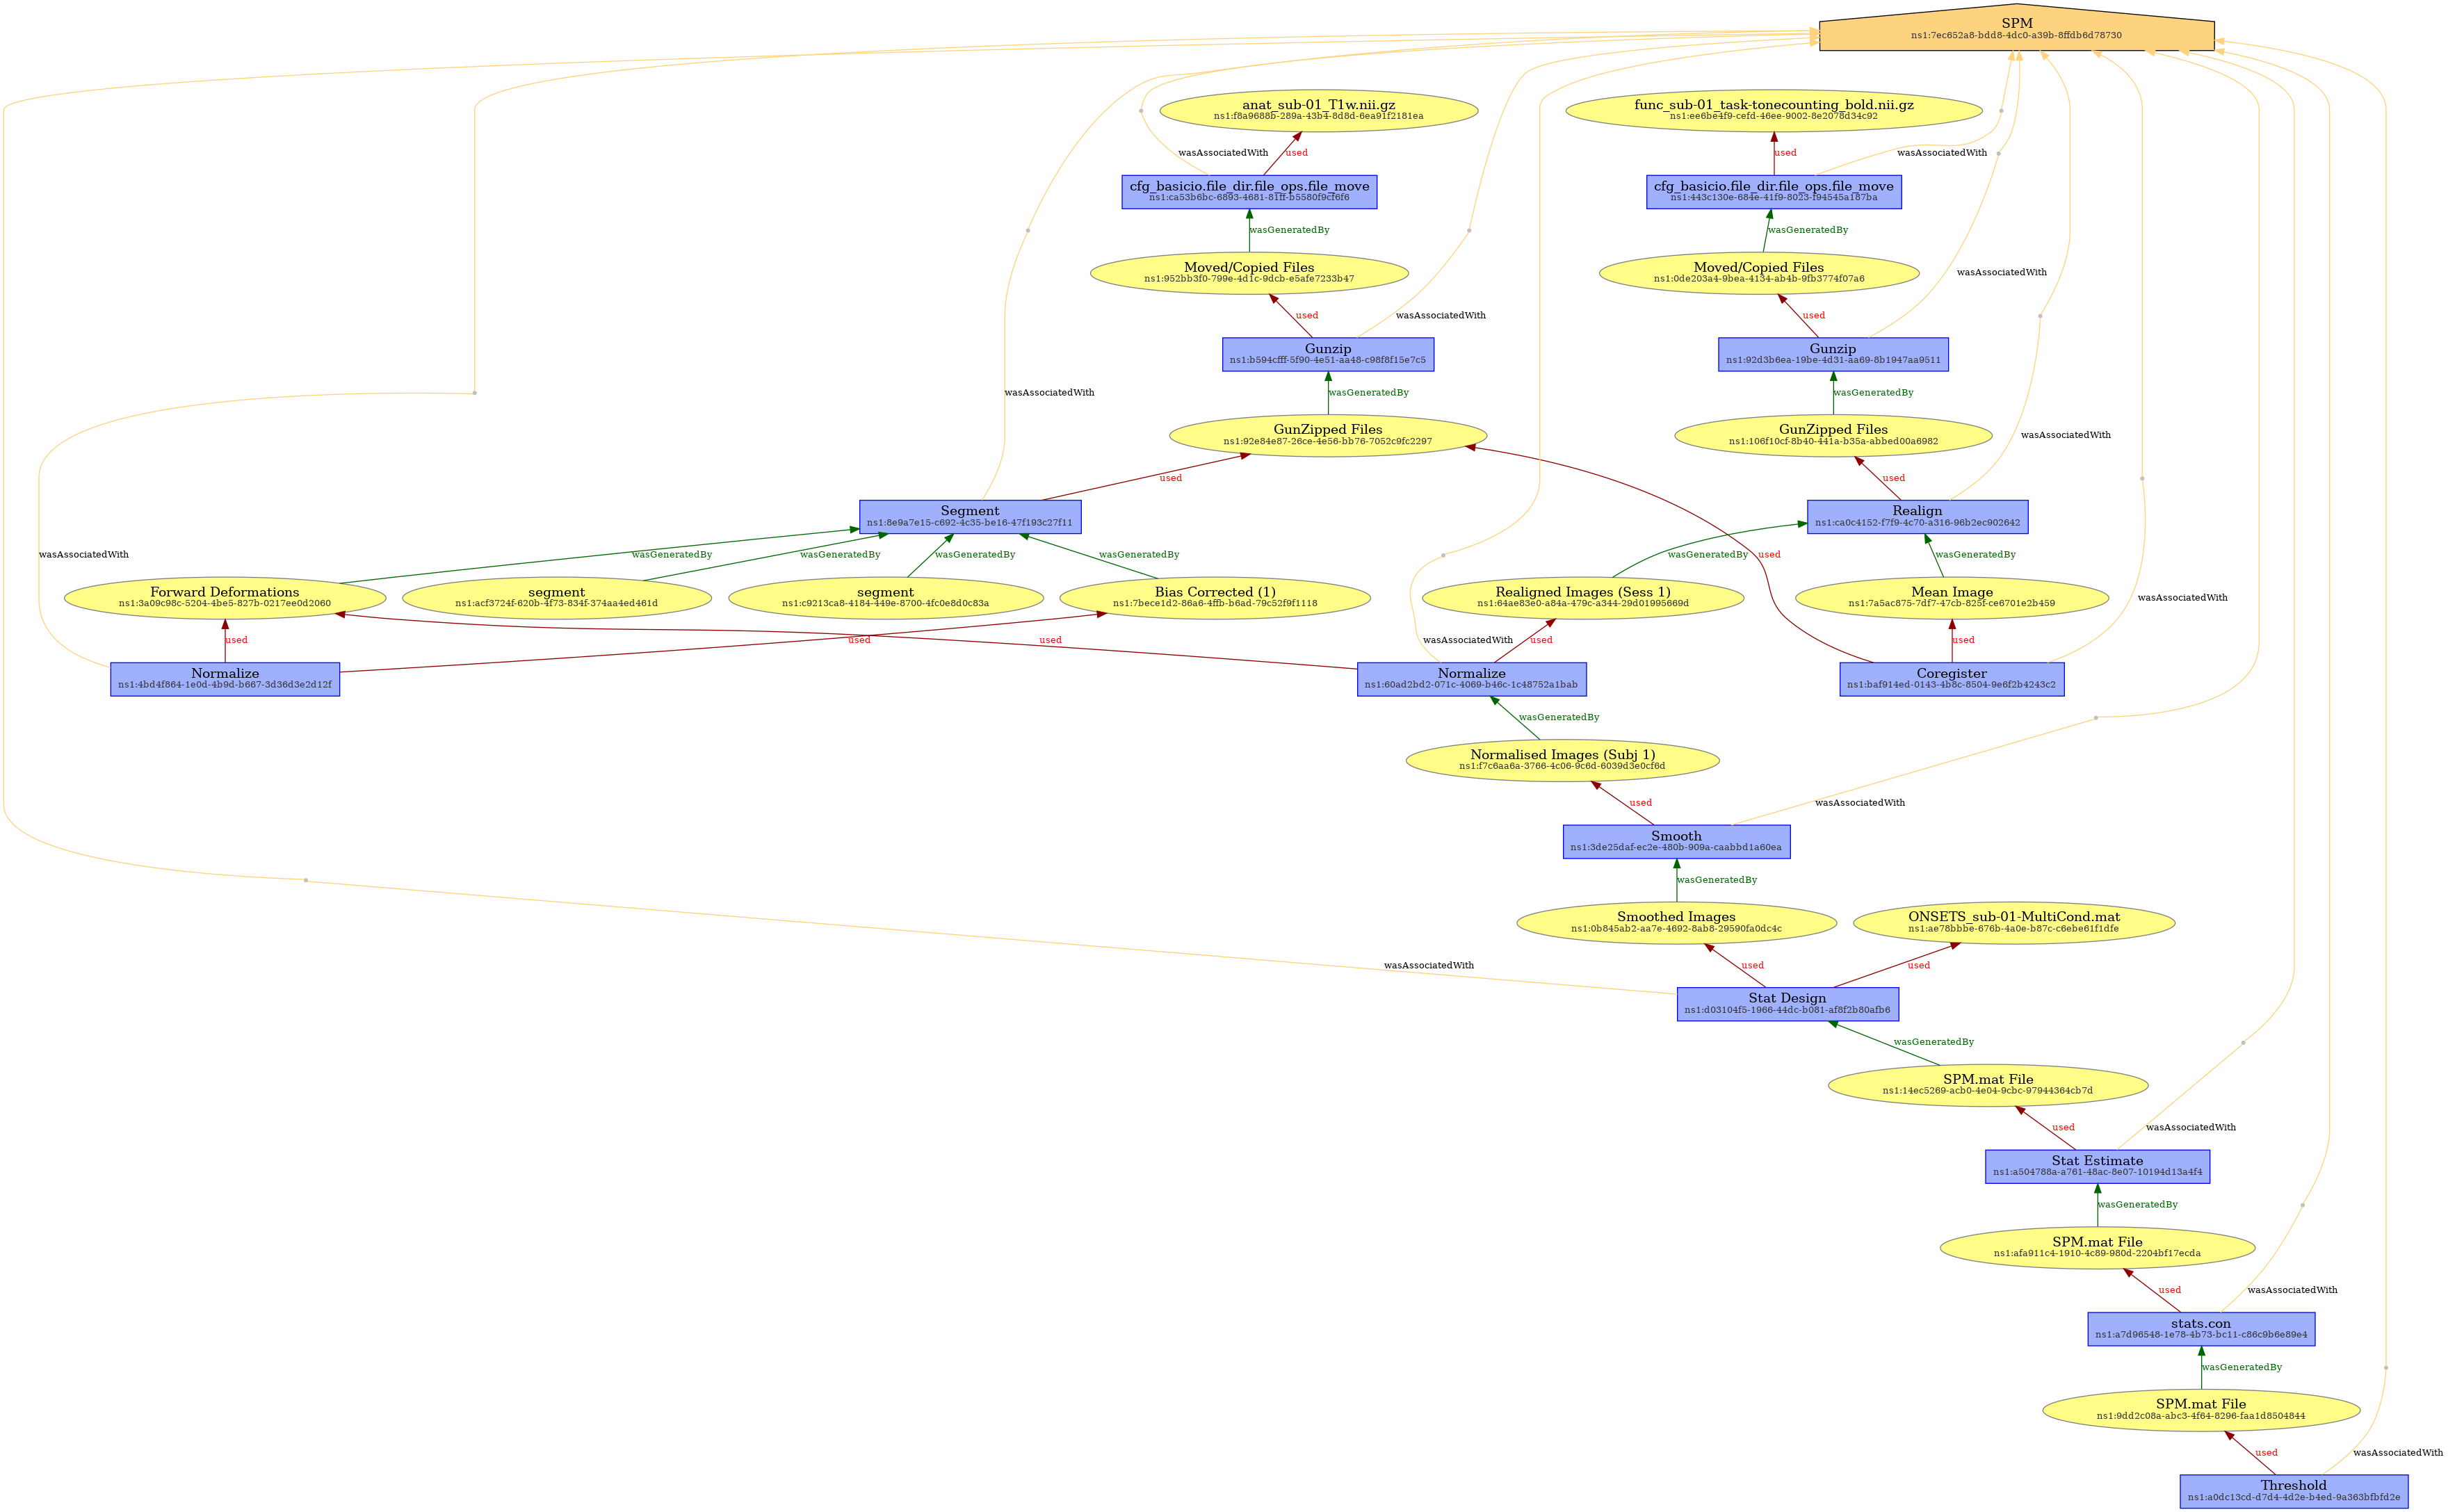 SPM
ns1:7ec652a8-bdd8-4dc0-a39b-8ffdb6d78730
anat_sub-01_T1w.nii.gz
ns1:f8a9688b-289a-43b4-8d8d-6ea91f2181ea
func_sub-01_task-tonecounting_bold.nii.gz
ns1:ee6be4f9-cefd-46ee-9002-8e2078d34c92
wasAssociatedWith
used
used
wasAssociatedWith
cfg_basicio.file_dir.file_ops.file_move
ns1:ca53b6bc-6893-4681-81ff-b5580f9cf6f6
cfg_basicio.file_dir.file_ops.file_move
ns1:443c130e-684e-41f9-8023-f94545a187ba
wasGeneratedBy
wasGeneratedBy
Moved/Copied Files
ns1:952bb3f0-799e-4d1c-9dcb-e5afe7233b47
Moved/Copied Files
ns1:0de203a4-9bea-4134-ab4b-9fb3774f07a6
wasAssociatedWith
used
wasAssociatedWith
used
Gunzip
ns1:b594cfff-5f90-4e51-aa48-c98f8f15e7c5
Gunzip
ns1:92d3b6ea-19be-4d31-aa69-8b1947aa9511
wasAssociatedWith
wasGeneratedBy
wasGeneratedBy
GunZipped Files
ns1:92e84e87-26ce-4e56-bb76-7052c9fc2297
GunZipped Files
ns1:106f10cf-8b40-441a-b35a-abbed00a6982
wasAssociatedWith
used
used
Segment
ns1:8e9a7e15-c692-4c35-be16-47f193c27f11
Realign
ns1:ca0c4152-f7f9-4c70-a316-96b2ec902642
wasAssociatedWith
wasGeneratedBy
wasGeneratedBy
wasGeneratedBy
wasGeneratedBy
wasGeneratedBy
used
wasGeneratedBy
Forward Deformations
ns1:3a09c98c-5204-4be5-827b-0217ee0d2060
segment
ns1:acf3724f-620b-4f73-834f-374aa4ed461d
segment
ns1:c9213ca8-4184-449e-8700-4fc0e8d0c83a
Bias Corrected (1)
ns1:7bece1d2-86a6-4ffb-b6ad-79c52f9f1118
Realigned Images (Sess 1)
ns1:64ae83e0-a84a-479c-a344-29d01995669d
Mean Image
ns1:7a5ac875-7df7-47cb-825f-ce6701e2b459
wasAssociatedWith
used
used
used
wasAssociatedWith
used
used
Normalize
ns1:4bd4f864-1e0d-4b9d-b667-3d36d3e2d12f
Normalize
ns1:60ad2bd2-071c-4069-b46c-1c48752a1bab
Coregister
ns1:baf914ed-0143-4b8c-8504-9e6f2b4243c2
wasGeneratedBy
Normalised Images (Subj 1)
ns1:f7c6aa6a-3766-4c06-9c6d-6039d3e0cf6d
used
wasAssociatedWith
Smooth
ns1:3de25daf-ec2e-480b-909a-caabbd1a60ea
wasGeneratedBy
Smoothed Images
ns1:0b845ab2-aa7e-4692-8ab8-29590fa0dc4c
ONSETS_sub-01-MultiCond.mat
ns1:ae78bbbe-676b-4a0e-b87c-c6ebe61f1dfe
wasAssociatedWith
used
used
Stat Design
ns1:d03104f5-1966-44dc-b081-af8f2b80afb6
wasGeneratedBy
SPM.mat File
ns1:14ec5269-acb0-4e04-9cbc-97944364cb7d
used
wasAssociatedWith
Stat Estimate
ns1:a504788a-a761-48ac-8e07-10194d13a4f4
wasGeneratedBy
SPM.mat File
ns1:afa911c4-1910-4c89-980d-2204bf17ecda
used
wasAssociatedWith
stats.con
ns1:a7d96548-1e78-4b73-bc11-c86c9b6e89e4
wasGeneratedBy
SPM.mat File
ns1:9dd2c08a-abc3-4f64-8296-faa1d8504844
used
wasAssociatedWith
Threshold
ns1:a0dc13cd-d7d4-4d2e-b4ed-9a363bfbfd2e